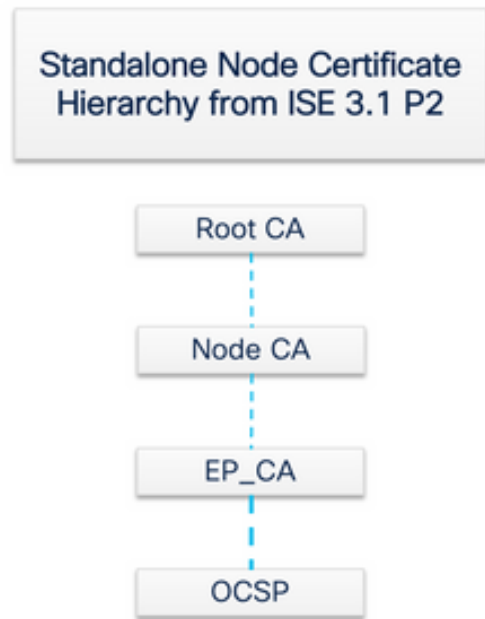 Standalone Node Certificate
Hierarchy from ISE 3.1 P2
Root CA
Node CA
EP_CA
OCSP